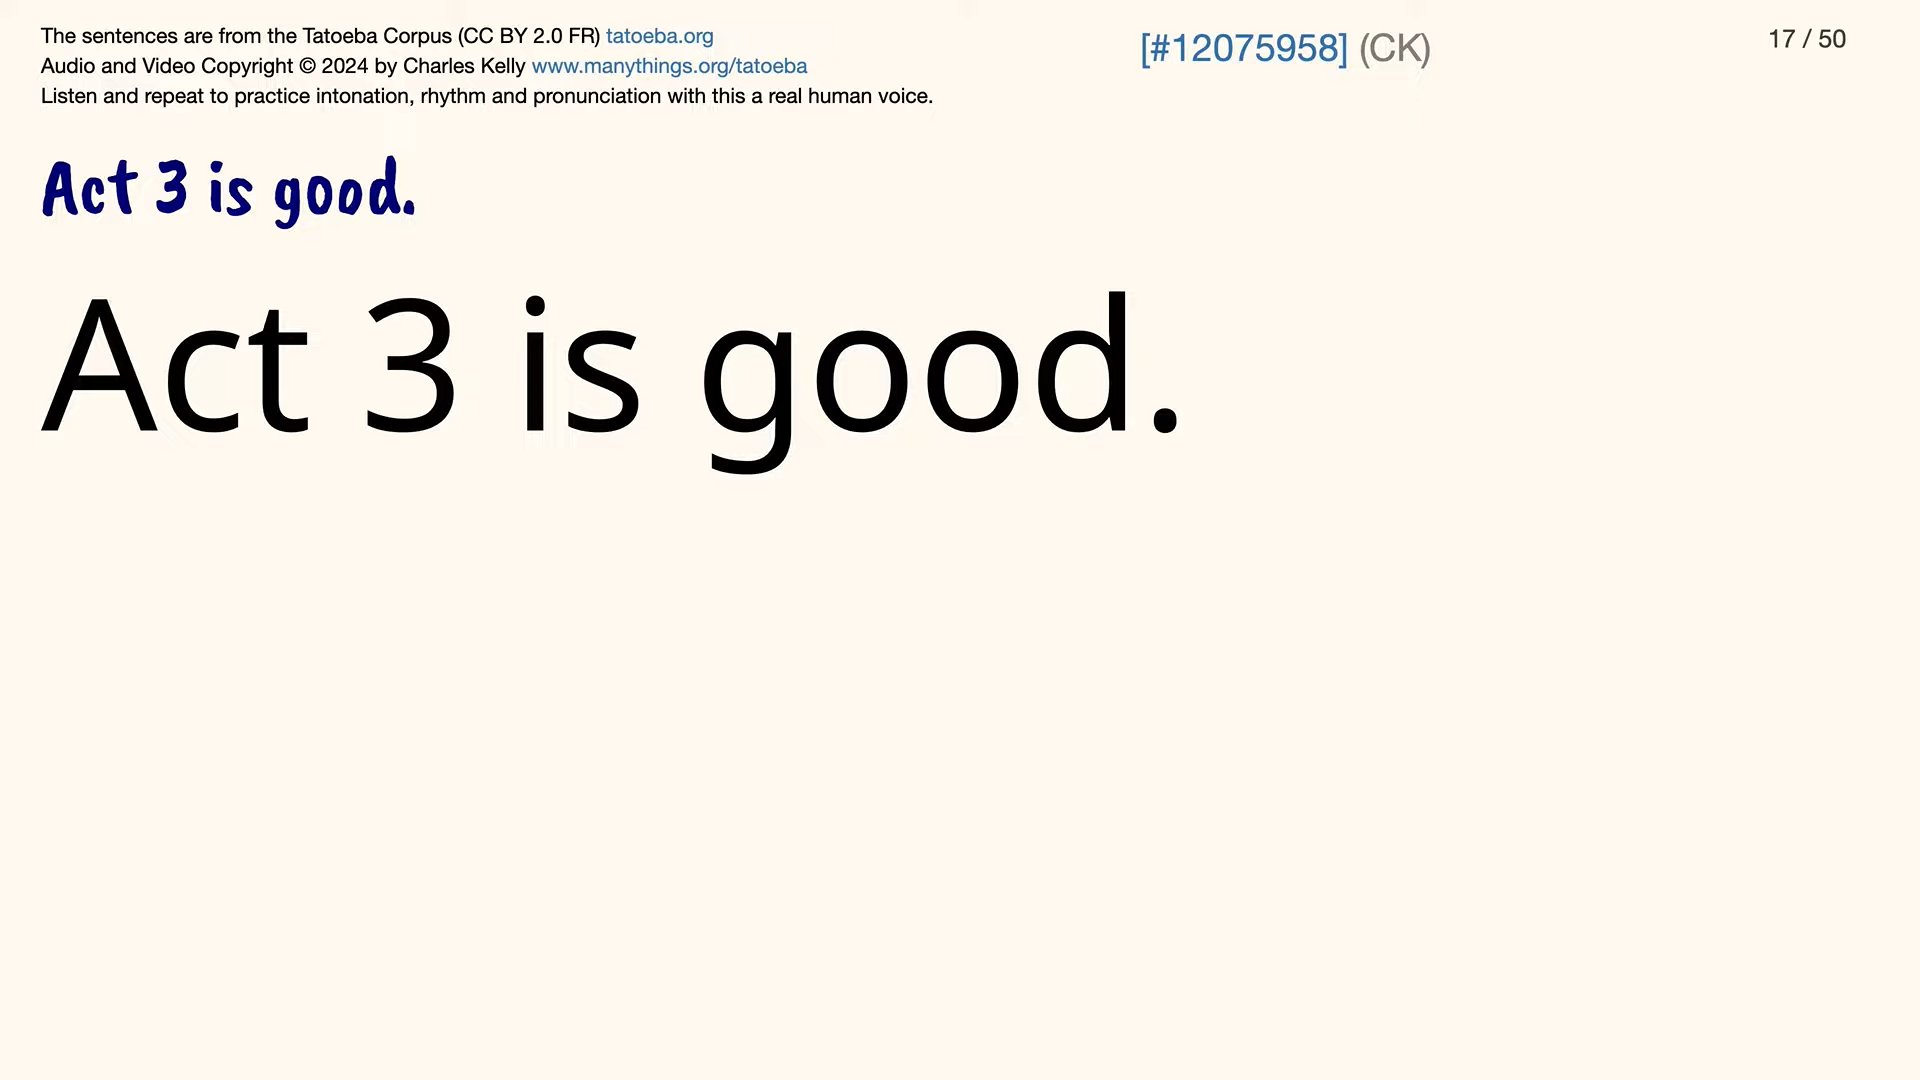 The sentences are from the Tatoeba Corpus (CC BY 2.0 FR) tatoeba.org
Audio and Video Copyright © 2024 by Charles Kelly www.manythings.org/tatoeba
Listen and repeat to practice intonation, rhythm and pronunciation with this a real human voice.
[#12075958] (CK)
17 / 50
Act 3 is good.
Act 3 is good.